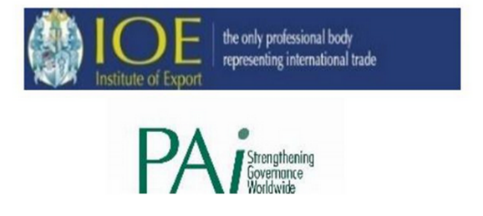 IOE
Institute of Export
the only professional body
representing international trade
PAi
Strengthening
Governance
Worldwide